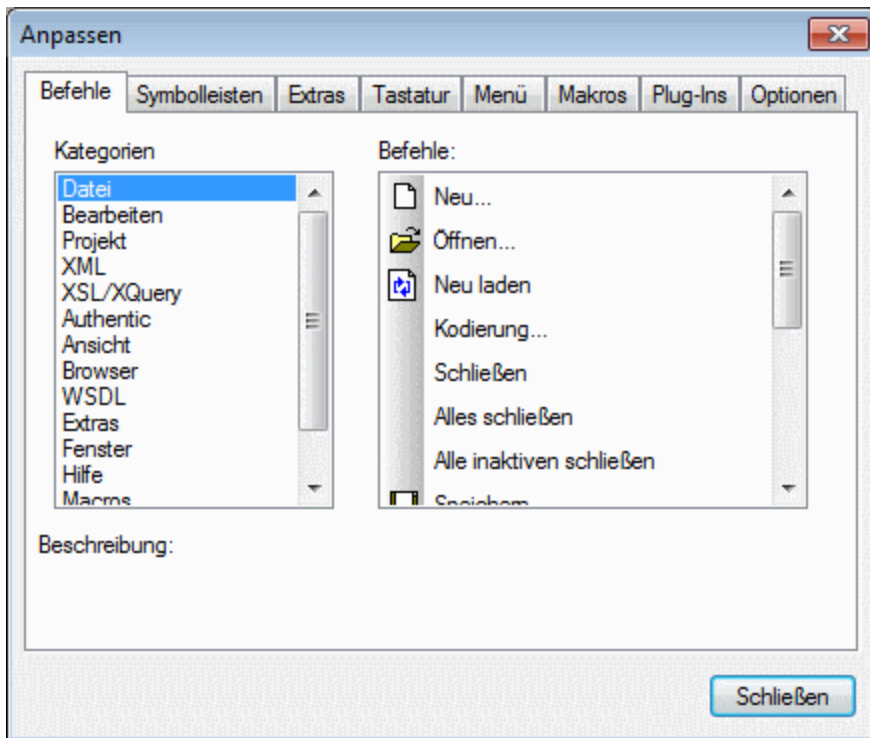 Anpassen
Befehle Symbolleisten Extras Tastatur Menü Makros Plug-Ins Optionen
Kategorien
Datei
Bearbeiten
Projekt
XML
XSL/XQuery
Authentic
Ansicht
Browser
WSDL
Extras
Fenster
Hilfe
Macros
Befehle:
Neu...
Öffnen...
Neu laden
Kodierung...
Schließen
Alles schließen
Alle inaktiven schließen
Speichern
Beschreibung:
Schließen